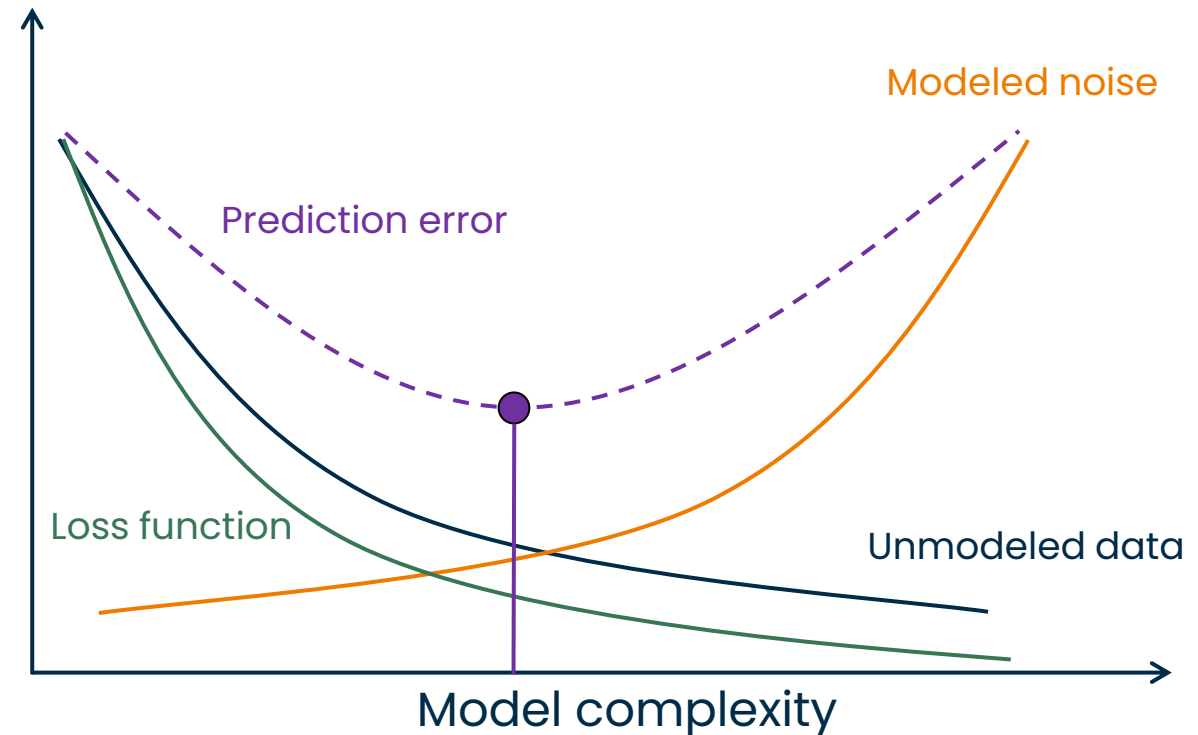 Modeled noise
Prediction error
Loss function
Unmodeled data
Model complexity